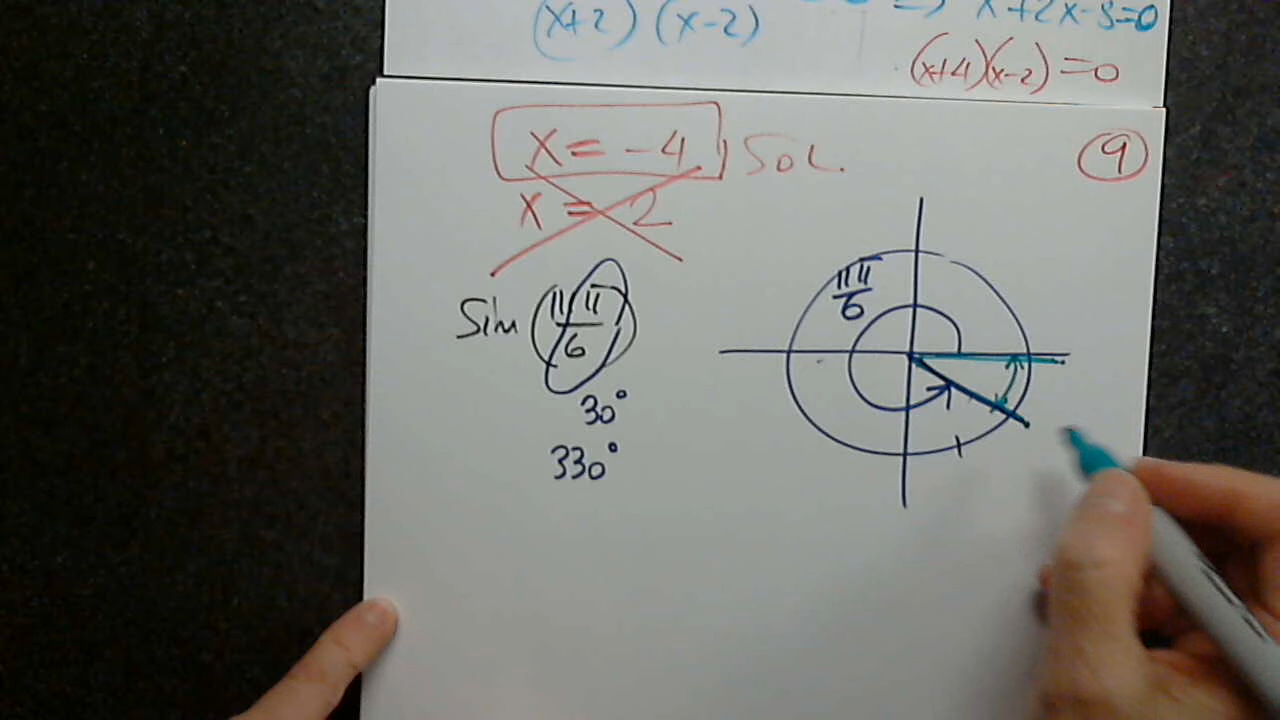 (x+2) (x-2)
x+2x-8=0
(x+4)(x-2)=0
9
x = -4, Sol.
x = 2
Sin (11π/6)
30°
330°
11π/6